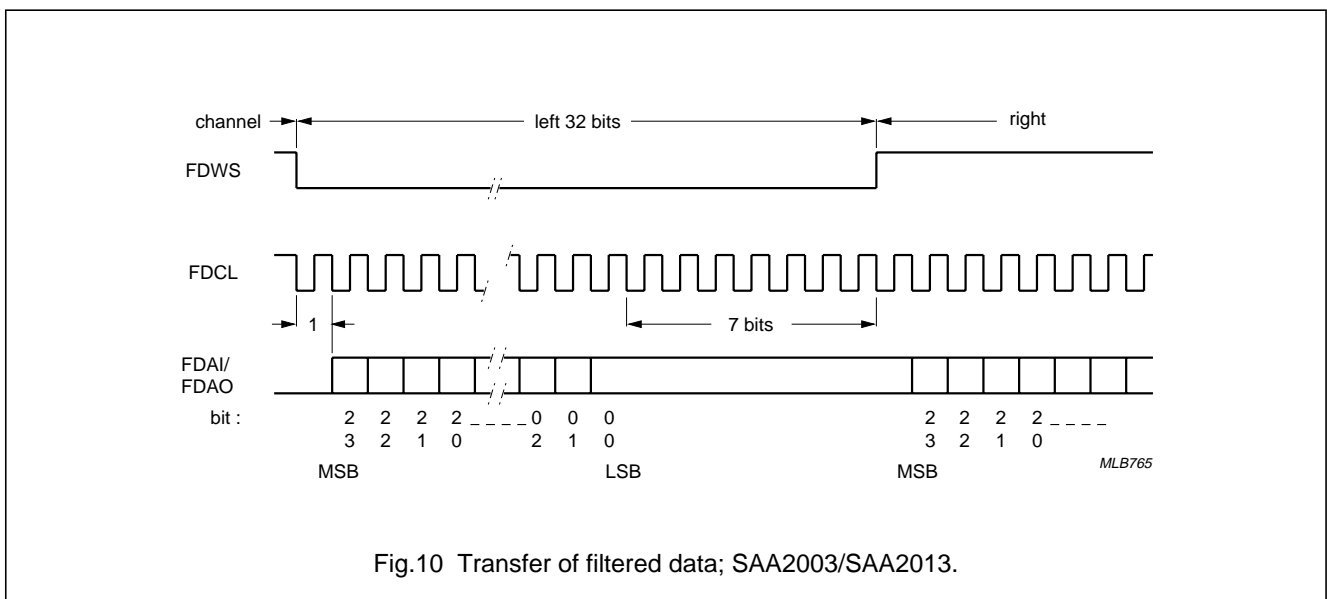 channel left 32 bits right
FDWS
FDCL
1 7 bits
FDAI/
FDAO
bit : 2 2 2 2 _ _ _ _ 0 0 0 2 2 2 2 _ _ _ _
3 2 1 0 2 1 0 3 2 1 0
MSB LSB MSB MLB765
Fig.10 Transfer of filtered data; SAA2003/SAA2013.